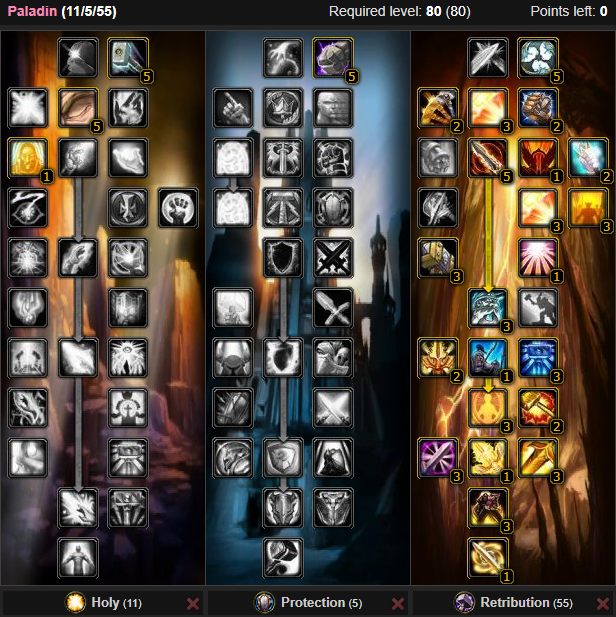 Paladin (11/5/55) Required level: 80 (80) Points left: 0
5 5 5
5 2 3 2
1 5 1 2
3 3
3 1
3
2 1 3
3 2
3 1 3
3
1
Holy (11) Protection (5) Retribution (55)